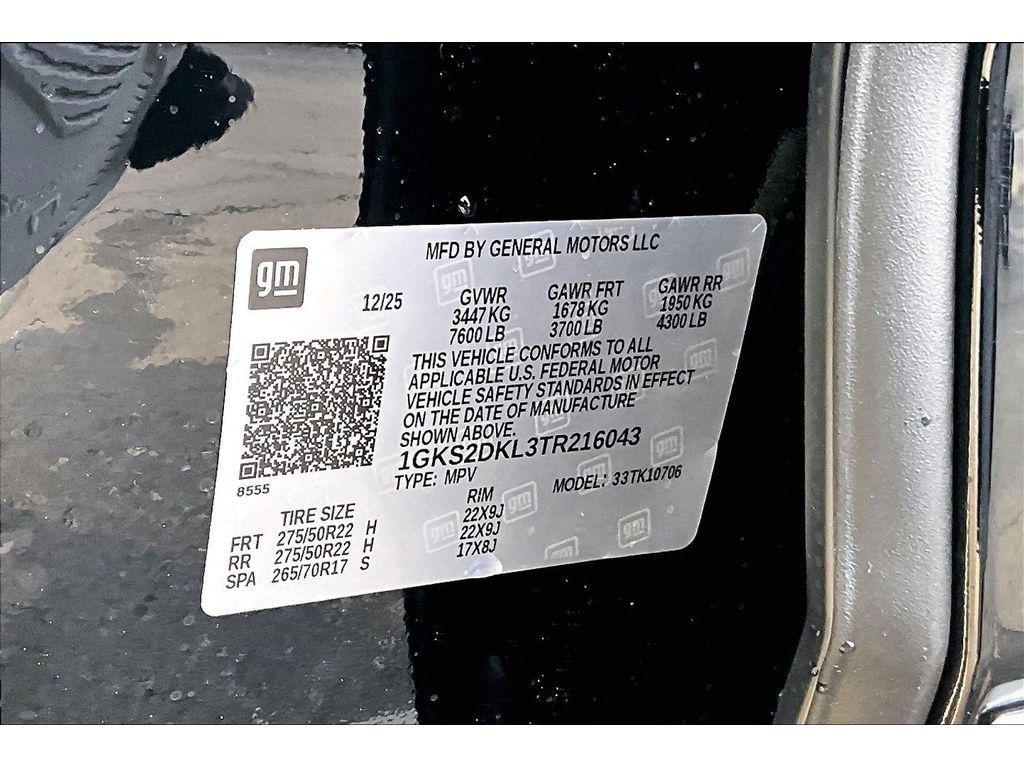 gm
MFD BY GENERAL MOTORS LLC
12/25 GVWR GAWR FRT GAWR RR
3447 KG 1678 KG 1950 KG
7600 LB 3700 LB 4300 LB
THIS VEHICLE CONFORMS TO ALL
APPLICABLE U.S. FEDERAL MOTOR
VEHICLE SAFETY STANDARDS IN EFFECT
ON THE DATE OF MANUFACTURE
SHOWN ABOVE.
1GKS2DKL3TR216043
TYPE: MPV MODEL: 33TK10706
8555
TIRE SIZE RIM
FRT 275/50R22 H 22X9J
RR 275/50R22 H 22X9J
SPA 265/70R17 S 17X8J